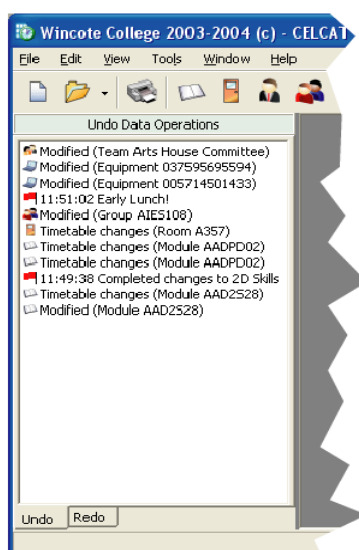 Wincote College 2003-2004 (c) - CELCAT
File Edit View Tools Window Help
Undo Data Operations
Modified (Team Arts House Committee)
Modified (Equipment 037595695594)
Modified (Equipment 005714501433)
11:51:02 Early Lunch!
Modified (Group AIES108)
Timetable changes (Room A357)
Timetable changes (Module AADPD02)
Timetable changes (Module AADPD02)
11:49:38 Completed changes to 2D Skills
Timetable changes (Module AAD2S28)
Modified (Module AAD2S28)
Undo Redo